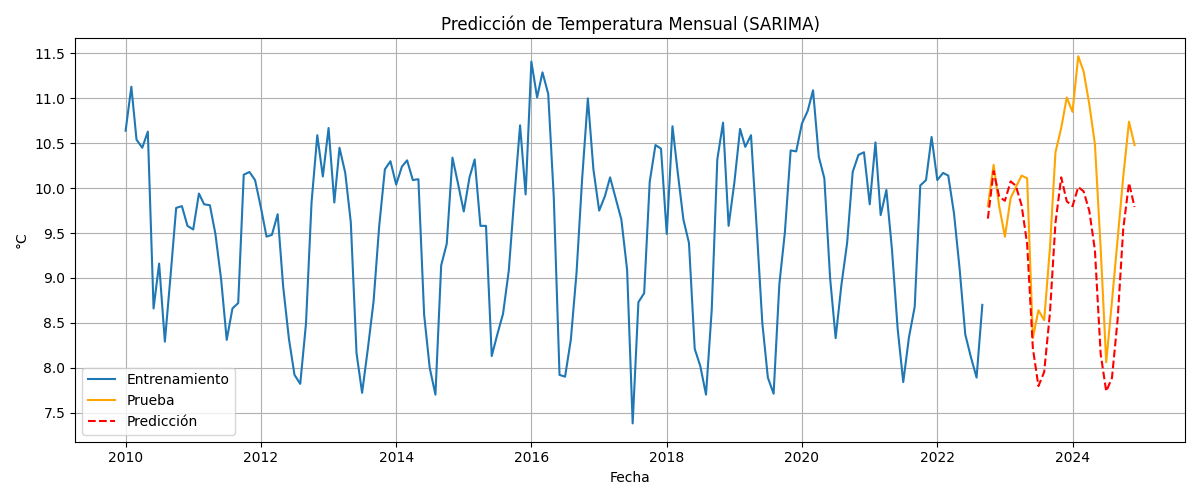 Predicción de Temperatura Mensual (SARIMA)
11.5
11.0
10.5
10.0
9.5
9.0
8.5
8.0
7.5
°C
Entrenamiento
Prueba
Predicción
2010 2012 2014 2016 2018 2020 2022 2024
Fecha